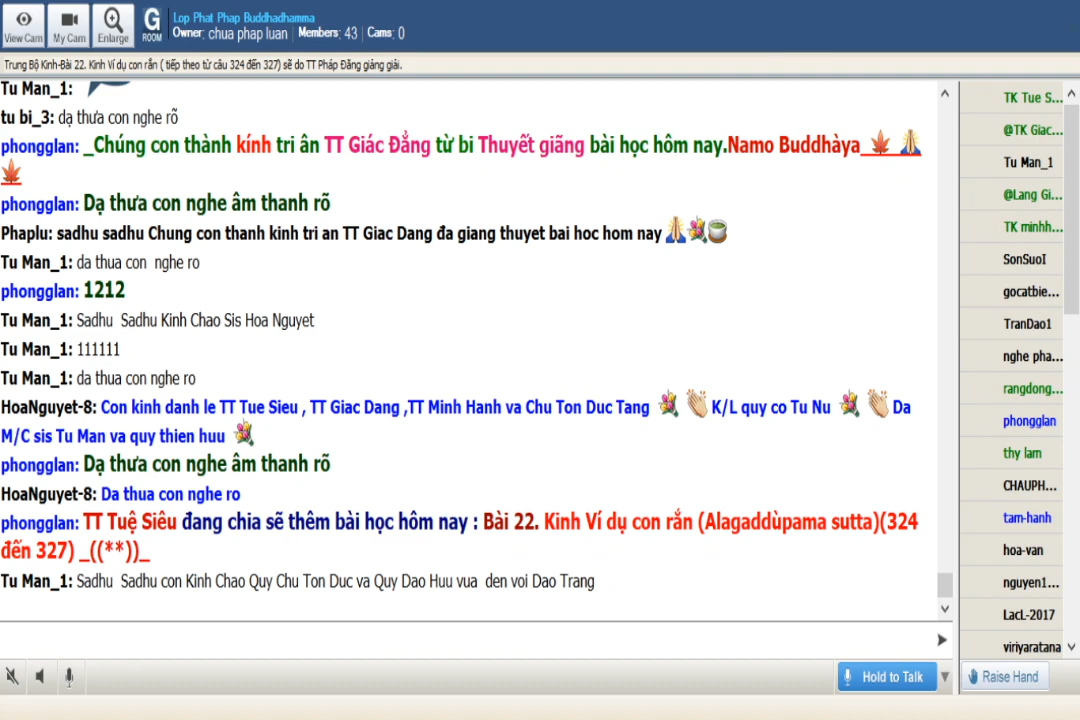 View Cam
My Cam
Enlarge
G ROOM
Lop Phat Phap Buddhadhamma
Owner: chua phap luan | Members: 43 | Cams: 0
Trung Bộ Kinh-Bài 22. Kinh Ví dụ con rắn ( tiếp theo từ câu 324 đến 327) sẽ do TT Pháp Đăng giảng giải.
Tu Man_1:
tu bi_3: dạ thưa con nghe rõ
phongglan: _Chúng con thành kính tri ân TT Giác Đẳng từ bi Thuyết giãng bài học hôm nay.Namo Buddhàya_
phongglan: Dạ thưa con nghe âm thanh rõ
Phaplu: sadhu sadhu Chung con thanh kinh tri an TT Giac Dang đa giang thuyet bai hoc hom nay
Tu Man_1: da thua con nghe ro
phongglan: 1212
Tu Man_1: Sadhu Sadhu Kinh Chao Sis Hoa Nguyet
Tu Man_1: 111111
Tu Man_1: da thua con nghe ro
HoaNguyet-8: Con kinh danh le TT Tue Sieu , TT Giac Dang ,TT Minh Hanh va Chu Ton Duc Tang K/L quy co Tu Nu Da
M/C sis Tu Man va quy thien huu
phongglan: Dạ thưa con nghe âm thanh rõ
HoaNguyet-8: Da thua con nghe ro
phongglan: TT Tuệ Siêu đang chia sẽ thêm bài học hôm nay : Bài 22. Kinh Ví dụ con rắn (Alagaddùpama sutta)(324
đến 327) _((**))_
Tu Man_1: Sadhu Sadhu con Kinh Chao Quy Chu Ton Duc va Quy Dao Huu vua den voi Dao Trang
TK Tue S...
@TK Giac...
Tu Man_1
@Lang Gi...
TK minhh...
SonSuoI
gocatbie...
TranDao1
nghe pha...
rangdong...
phongglan
thy lam
CHAUPH...
tam-hanh
hoa-van
nguyen1...
LacL-2017
viriyaratana
Hold to Talk
Raise Hand